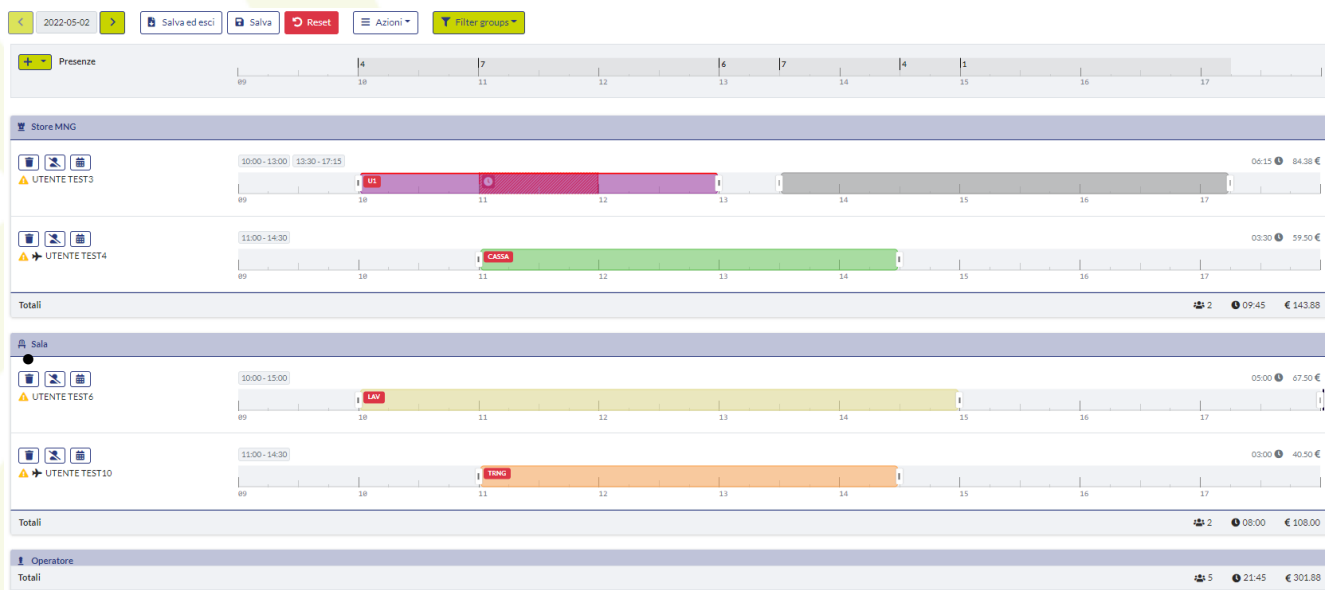 2022-05-02 Salva ed esci Salva Reset Azioni Filter groups
Presenze
4 7 6 7 4 1
09 10 11 12 13 14 15 16 17
Store MNG
10:00 - 13:00 13:30 - 17:15 06:15 84.38 €
UTENTE TEST3
U1
09 10 11 12 13 14 15 16 17
11:00 - 14:30 03:30 59.50 €
UTENTE TEST4
CASSA
09 10 11 12 13 14 15 16 17
Totali 2 09:45 € 143.88
Sala
10:00 - 15:00 05:00 67.50 €
UTENTE TEST6
LAV
09 10 11 12 13 14 15 16 17
11:00 - 14:30 03:00 40.50 €
UTENTE TEST10
TRNG
09 10 11 12 13 14 15 16 17
Totali 2 08:00 € 108.00
Operatore
Totali 5 21:45 € 301.88